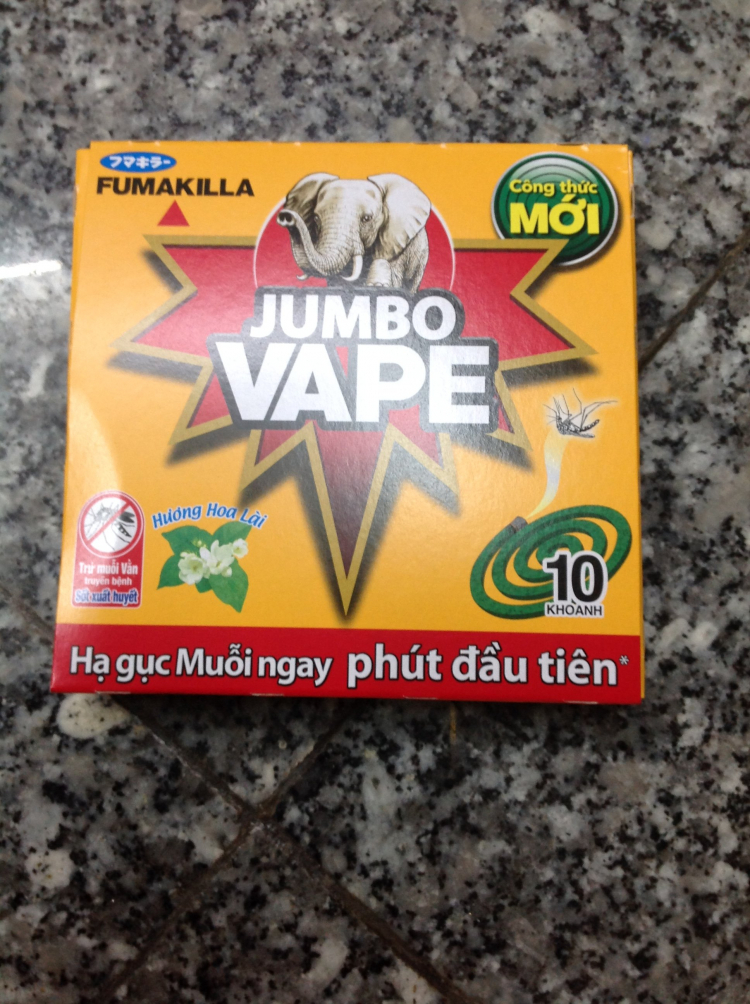 フマキラー
FUMAKILLA
Công thức
MỚI
JUMBO
VAPE
Hương Hoa Lài
Trừ muỗi Vằn
truyền bệnh
Sốt xuất huyết
10
KHOANH
Hạ gục Muỗi ngay phút đầu tiên*